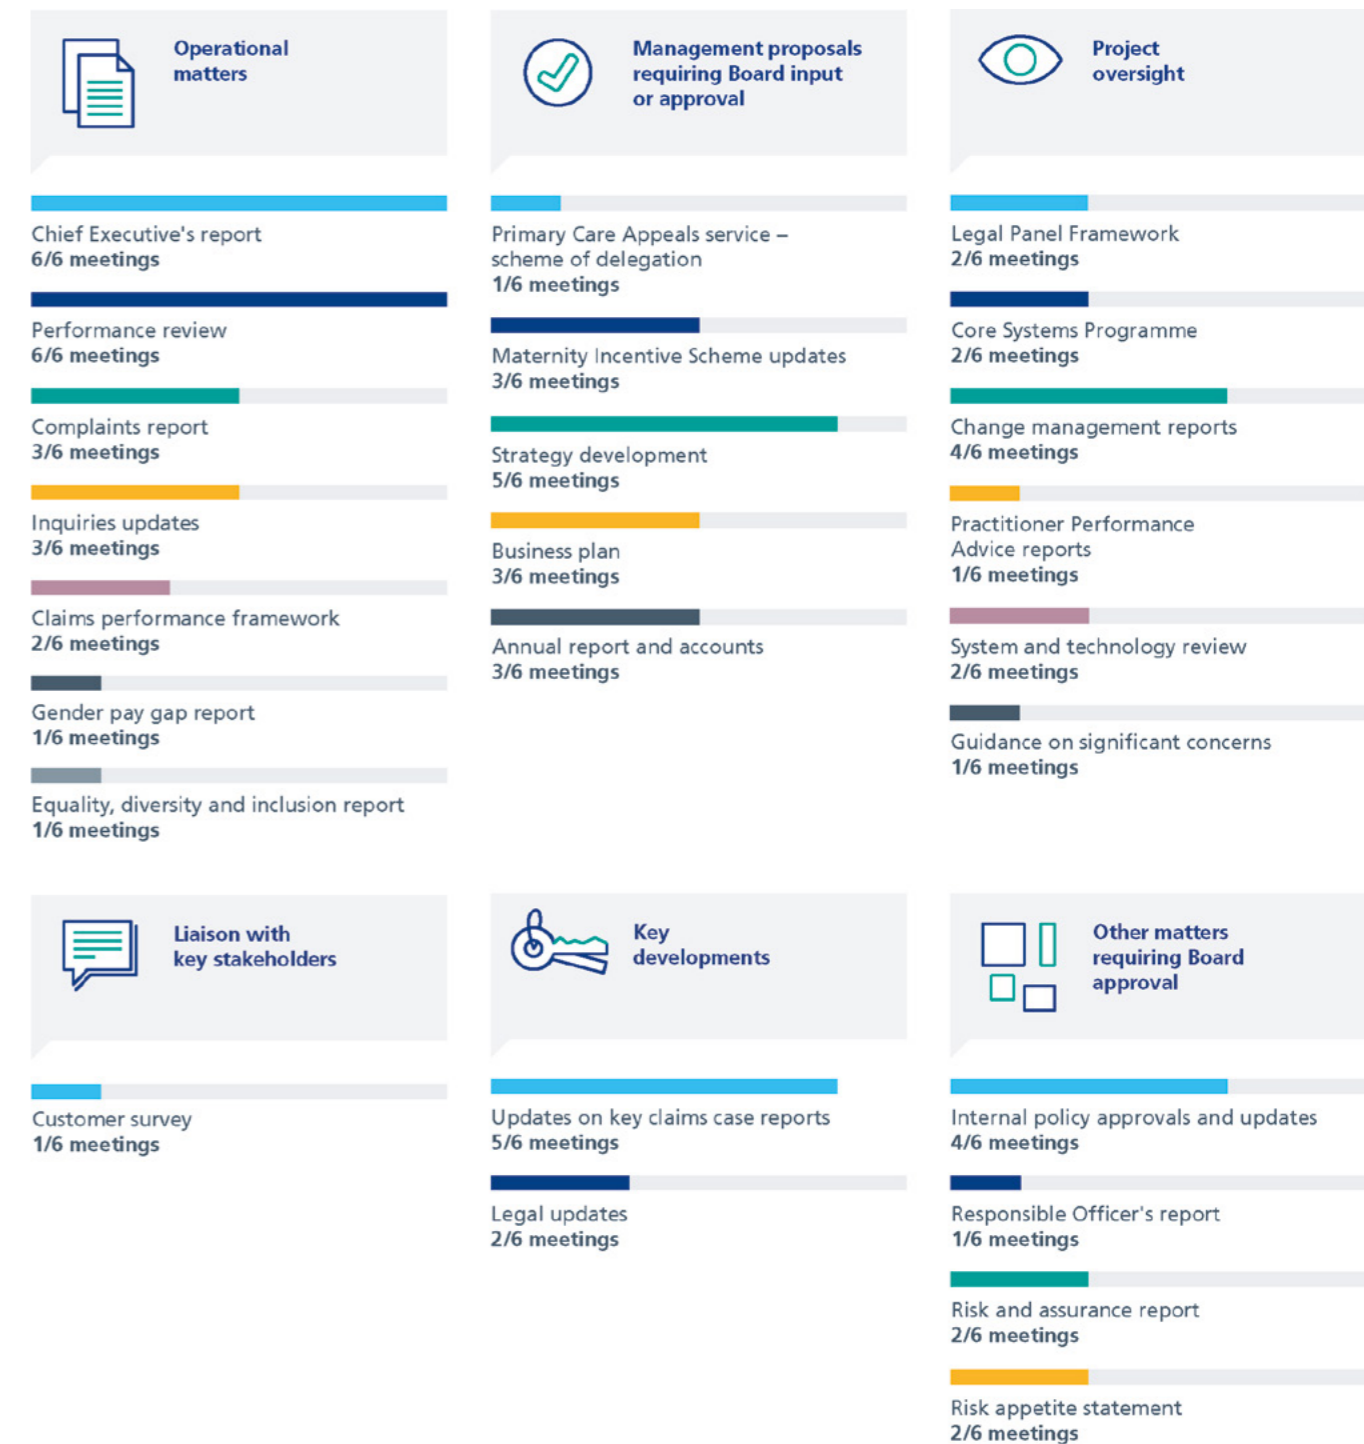 Operational
matters
Chief Executive's report
6/6 meetings
Performance review
6/6 meetings
Complaints report
3/6 meetings
Inquiries updates
3/6 meetings
Claims performance framework
2/6 meetings
Gender pay gap report
1/6 meetings
Equality, diversity and inclusion report
1/6 meetings
Management proposals
requiring Board input
or approval
Primary Care Appeals service –
scheme of delegation
1/6 meetings
Maternity Incentive Scheme updates
3/6 meetings
Strategy development
5/6 meetings
Business plan
3/6 meetings
Annual report and accounts
3/6 meetings
Project
oversight
Legal Panel Framework
2/6 meetings
Core Systems Programme
2/6 meetings
Change management reports
4/6 meetings
Practitioner Performance
Advice reports
1/6 meetings
System and technology review
2/6 meetings
Guidance on significant concerns
1/6 meetings
Liaison with
key stakeholders
Customer survey
1/6 meetings
Key
developments
Updates on key claims case reports
5/6 meetings
Legal updates
2/6 meetings
Other matters
requiring Board
approval
Internal policy approvals and updates
4/6 meetings
Responsible Officer's report
1/6 meetings
Risk and assurance report
2/6 meetings
Risk appetite statement
2/6 meetings